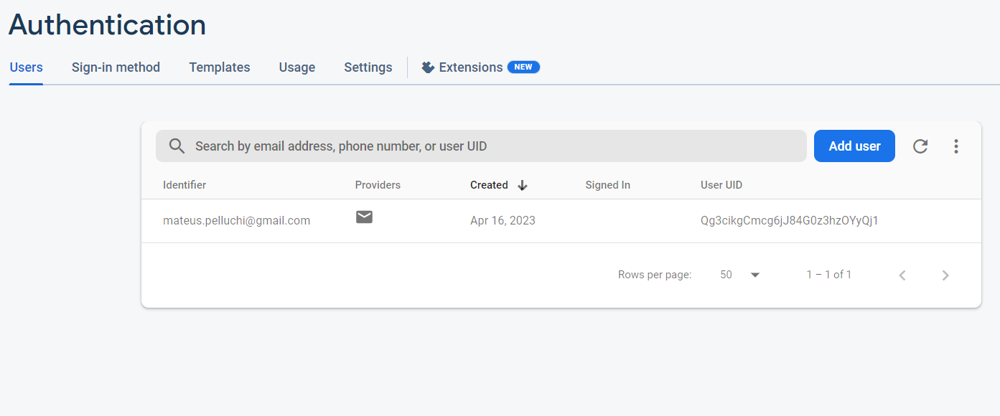 Authentication
Users Sign-in method Templates Usage Settings Extensions NEW
Search by email address, phone number, or user UID Add user
Identifier Providers Created Signed In User UID
mateus.pelluchi@gmail.com Apr 16, 2023 Qg3cikgCmcg6jJ84G0z3hzOYyQj1
Rows per page: 50 1 – 1 of 1